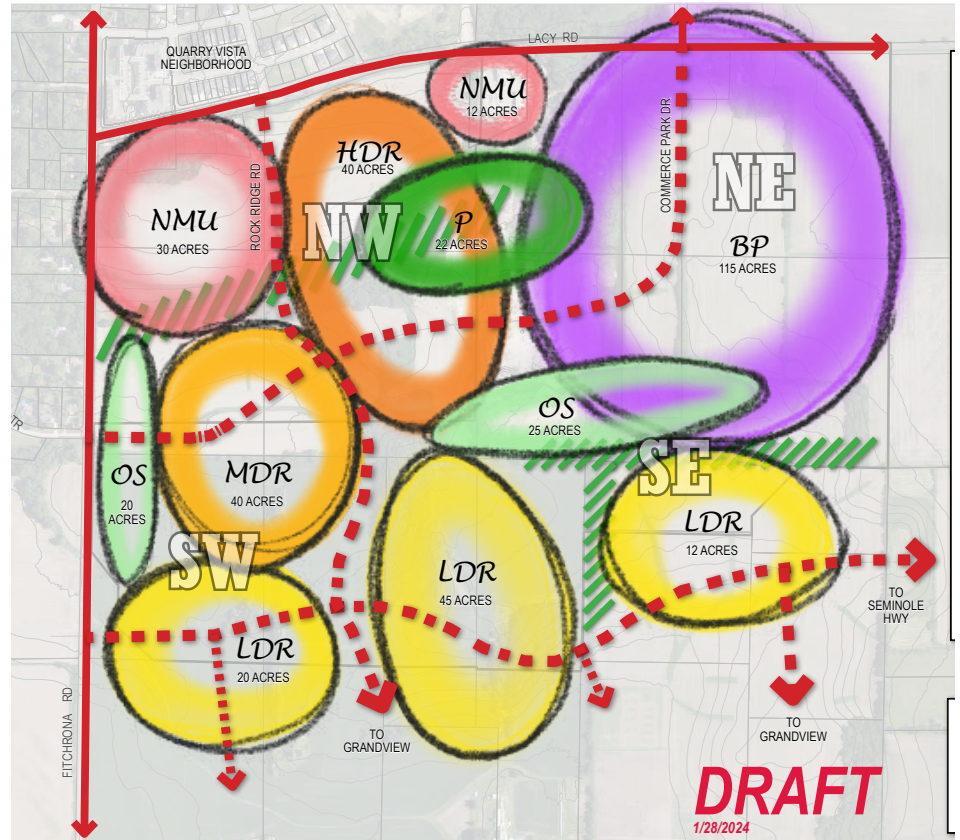 LACY RD
QUARRY VISTA
NEIGHBORHOOD
NMU
12 ACRES
HDR
40 ACRES
COMMERCE PARK DR
NE
ROCK RIDGE RD
NMU
30 ACRES
NW
P
22 ACRES
BP
115 ACRES
OS
25 ACRES
TR
OS
20
ACRES
MDR
40 ACRES
SE
LDR
12 ACRES
SW
LDR
45 ACRES
TO
SEMINOLE
HWY
LDR
20 ACRES
FITCHRONA RD
TO
GRANDVIEW
TO
GRANDVIEW
DRAFT
1/28/2024